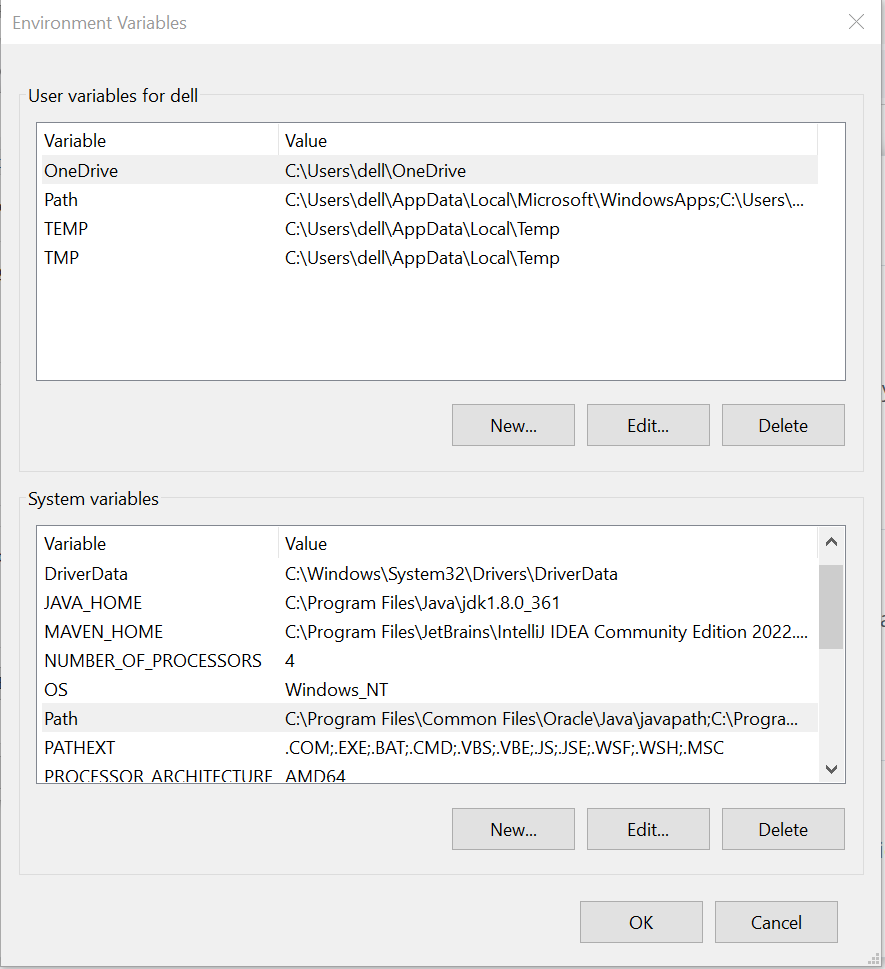 Environment Variables
User variables for dell
Variable Value
OneDrive C:\Users\dell\OneDrive
Path C:\Users\dell\AppData\Local\Microsoft\WindowsApps;C:\Users\...
TEMP C:\Users\dell\AppData\Local\Temp
TMP C:\Users\dell\AppData\Local\Temp
New... Edit... Delete
System variables
Variable Value
DriverData C:\Windows\System32\Drivers\DriverData
JAVA_HOME C:\Program Files\Java\jdk1.8.0_361
MAVEN_HOME C:\Program Files\JetBrains\IntelliJ IDEA Community Edition 2022....
NUMBER_OF_PROCESSORS 4
OS Windows_NT
Path C:\Program Files\Common Files\Oracle\Java\javapath;C:\Progra...
PATHEXT .COM;.EXE;.BAT;.CMD;.VBS;.VBE;.JS;.JSE;.WSF;.WSH;.MSC
PROCESSOR_ARCHITECTURE AMD64
New... Edit... Delete
OK Cancel